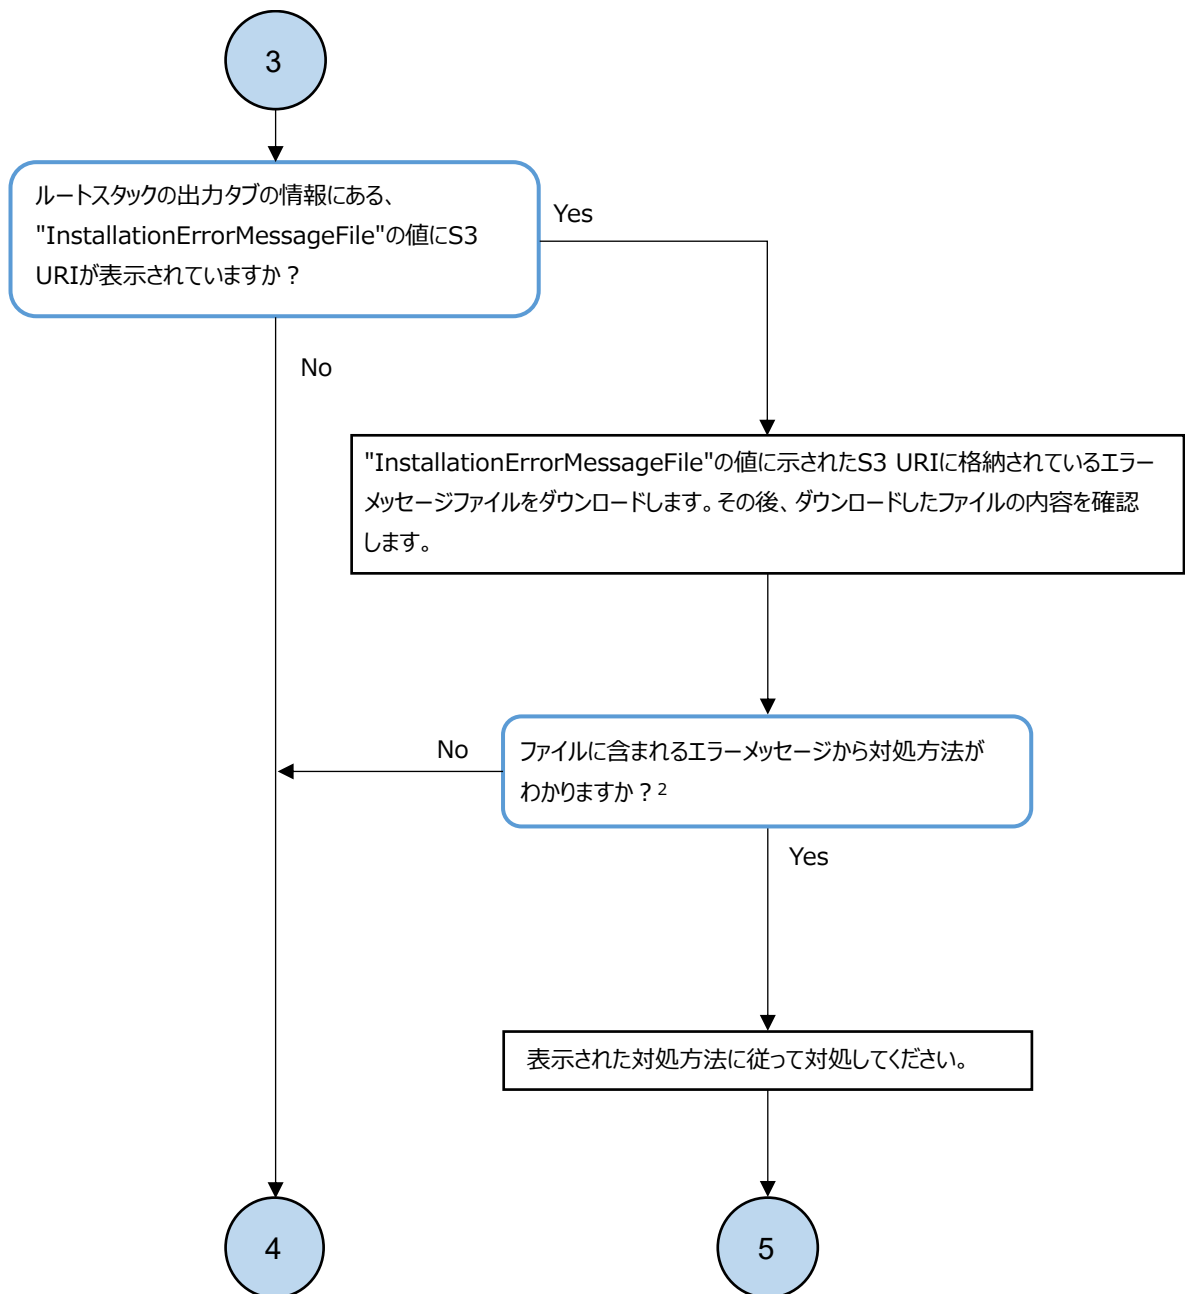 3
ルートスタックの出力タブの情報にある、
"InstallationErrorMessageFile"の値にS3
URIが表示されていますか？
Yes
No
"InstallationErrorMessageFile"の値に示されたS3 URIに格納されているエラー
メッセージファイルをダウンロードします。その後、ダウンロードしたファイルの内容を確認
します。
No
ファイルに含まれるエラーメッセージから対処方法が
わかりますか？2
Yes
表示された対処方法に従って対処してください。
4
5